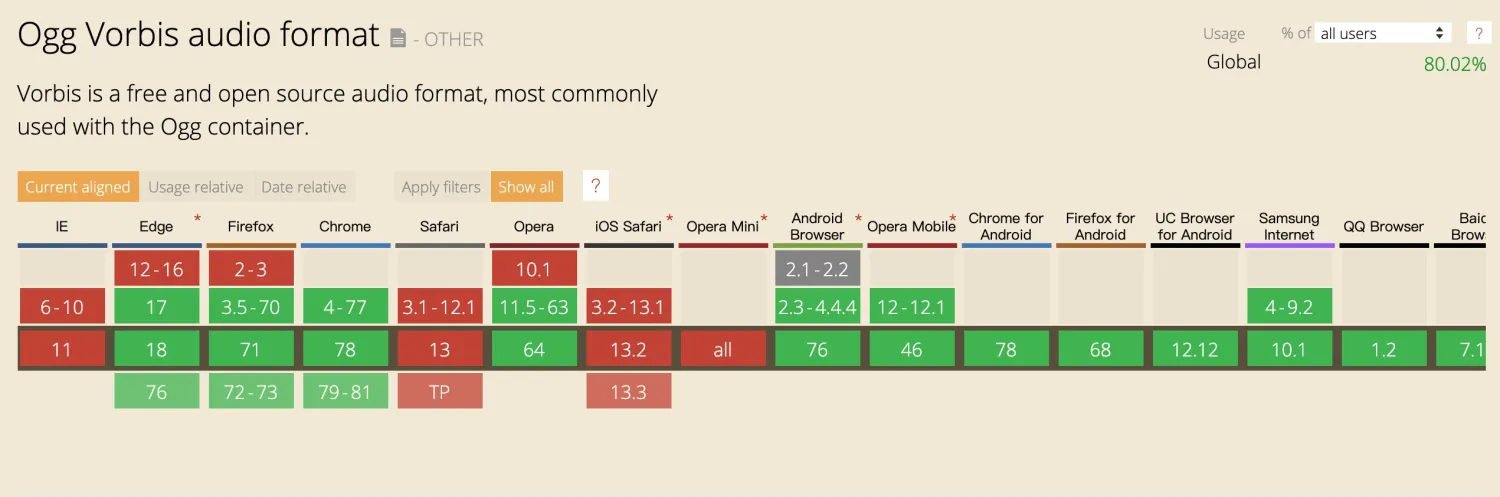 Ogg Vorbis audio format - OTHER
Usage % of all users ?
Global 80.02%
Vorbis is a free and open source audio format, most commonly
used with the Ogg container.
Current aligned Usage relative Date relative Apply filters Show all ?
IE Edge * Firefox Chrome Safari Opera iOS Safari * Opera Mini * Android Browser * Opera Mobile * Chrome for Android Firefox for Android UC Browser for Android Samsung Internet QQ Browser
12-16 2-3 10.1 2.1-2.2
6-10 17 3.5-70 4-77 3.1-12.1 11.5-63 3.2-13.1 2.3-4.4.4 12-12.1 4-9.2
11 18 71 78 13 64 13.2 all 76 46 78 68 12.12 10.1 1.2
76 72-73 79-81 TP 13.3